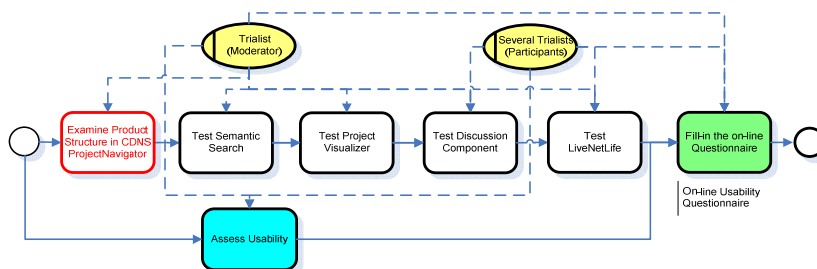 Trialist
(Moderator)
Several Trialists
(Participants)
Examine Product
Structure in CDNS
ProjectNavigator
Test Semantic
Search
Test Project
Visualizer
Test Discussion
Component
Test
LiveNetLife
Fill-in the on-line
Questionnaire
On-line Usability
Questionnaire
Assess Usability